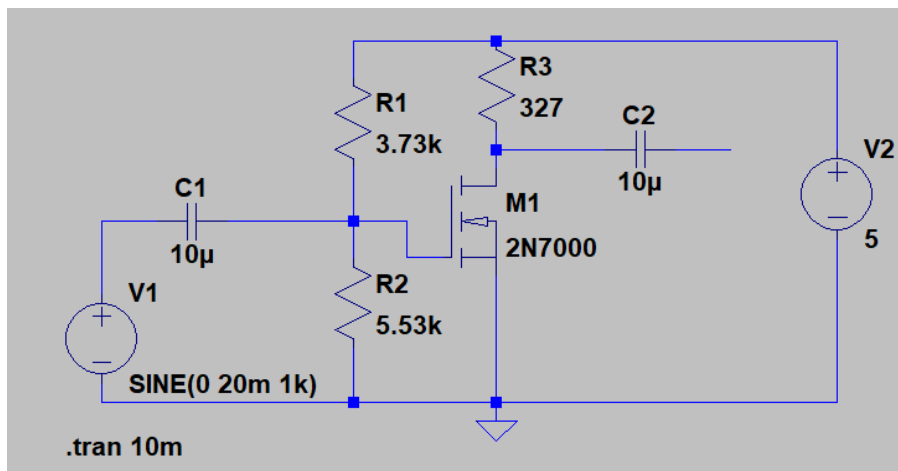 R3
327
R1
3.73k
C2
10µ
V2
5
C1
10µ
M1
2N7000
R2
5.53k
V1
SINE(0 20m 1k)
.tran 10m